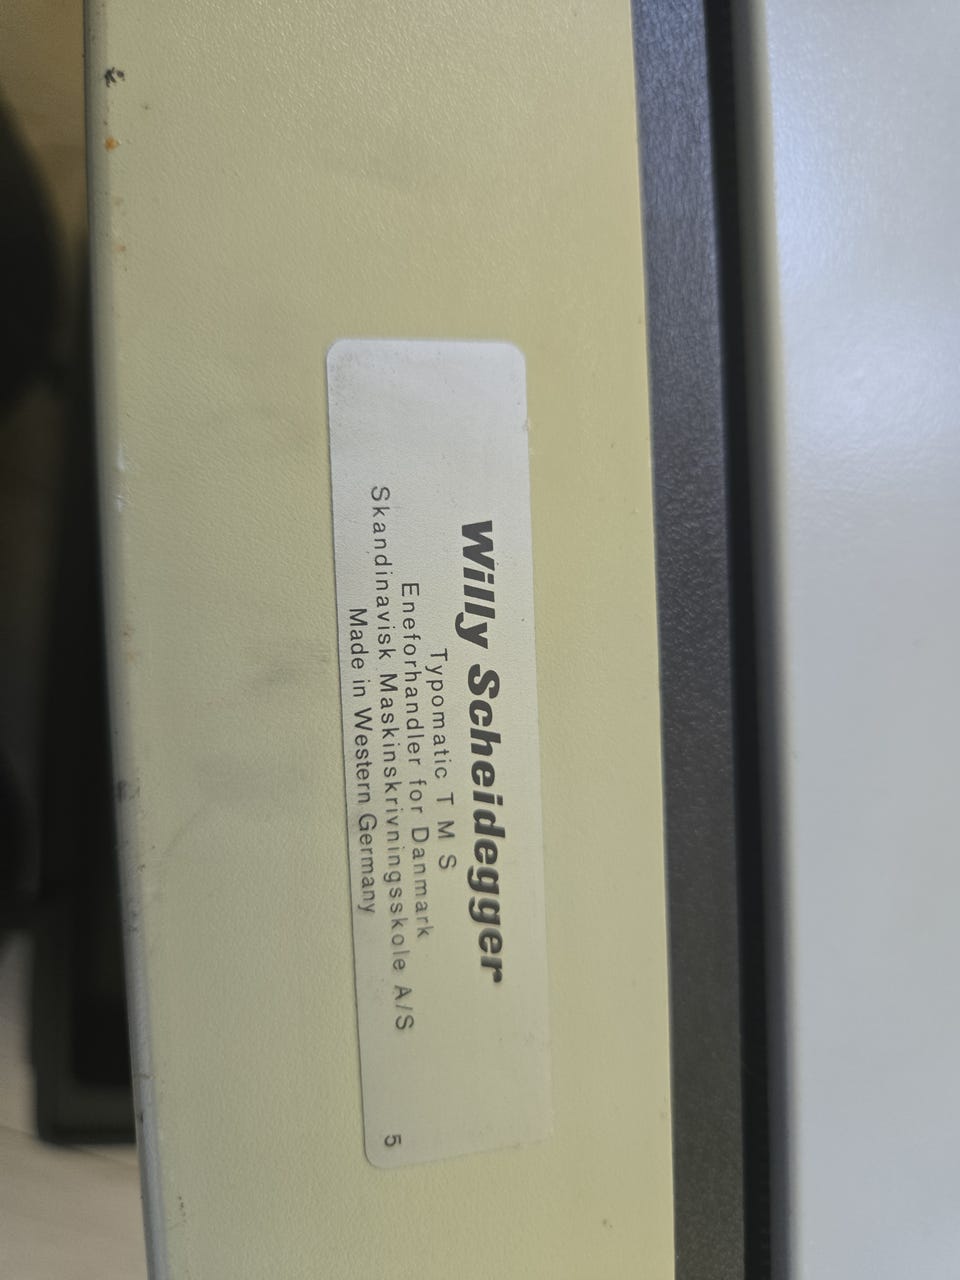 Willy Scheidegger
Typomatic T M S
Eneforhandler for Danmark
Skandinavisk Maskinskrivningsskole A/S
Made in Western Germany
5